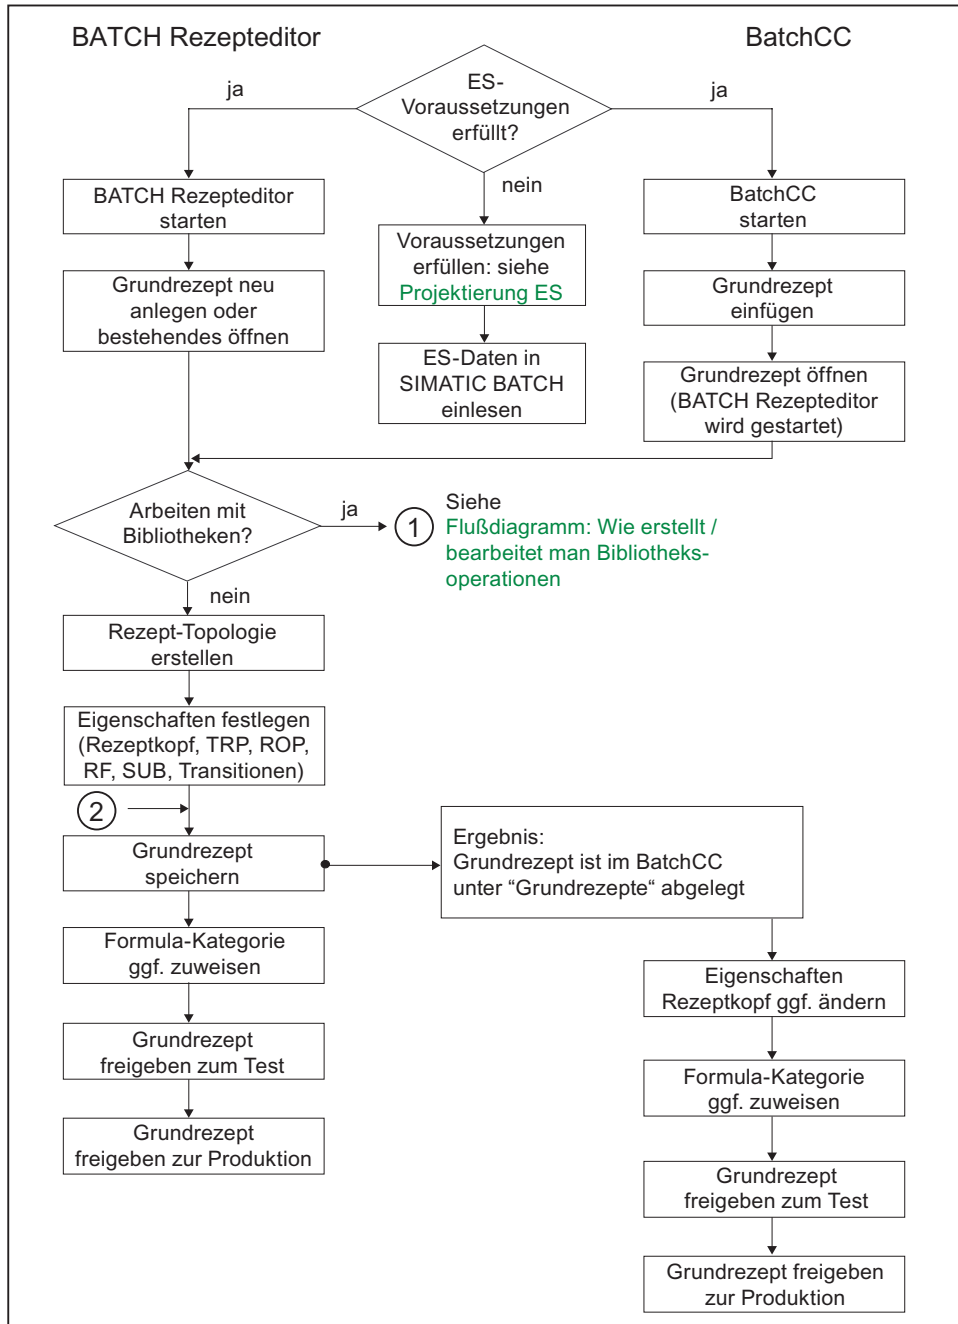 BATCH Rezepteditor
BatchCC
ES-
Voraussetzungen
erfüllt?
ja
ja
nein
BATCH Rezepteditor
starten
Voraussetzungen
erfüllen: siehe
Projektierung ES
BatchCC
starten
Grundrezept neu
anlegen oder
bestehendes öffnen
Grundrezept
einfügen
ES-Daten in
SIMATIC BATCH
einlesen
Grundrezept öffnen
(BATCH Rezepteditor
wird gestartet)
Arbeiten mit
Bibliotheken?
ja
1
Siehe
Flußdiagramm: Wie erstellt /
bearbeitet man Bibliotheks-
operationen
nein
Rezept-Topologie
erstellen
Eigenschaften festlegen
(Rezeptkopf, TRP, ROP,
RF, SUB, Transitionen)
2
Grundrezept
speichern
Ergebnis:
Grundrezept ist im BatchCC
unter “Grundrezepte“ abgelegt
Formula-Kategorie
ggf. zuweisen
Eigenschaften
Rezeptkopf ggf. ändern
Grundrezept
freigeben zum Test
Formula-Kategorie
ggf. zuweisen
Grundrezept
freigeben zur Produktion
Grundrezept
freigeben zum Test
Grundrezept freigeben
zur Produktion